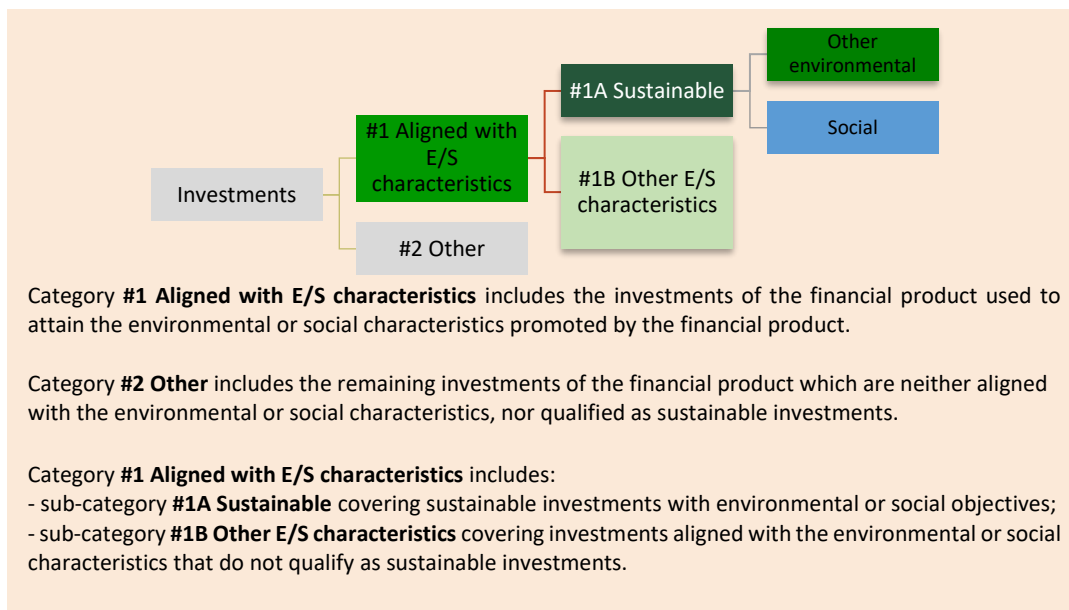 Other
environmental
#1A Sustainable
Social
#1 Aligned with
E/S
characteristics
#1B Other E/S
characteristics
Investments
#2 Other
Category #1 Aligned with E/S characteristics includes the investments of the financial product used to
attain the environmental or social characteristics promoted by the financial product.
Category #2 Other includes the remaining investments of the financial product which are neither aligned
with the environmental or social characteristics, nor qualified as sustainable investments.
Category #1 Aligned with E/S characteristics includes:
- sub-category #1A Sustainable covering sustainable investments with environmental or social objectives;
- sub-category #1B Other E/S characteristics covering investments aligned with the environmental or social
characteristics that do not qualify as sustainable investments.